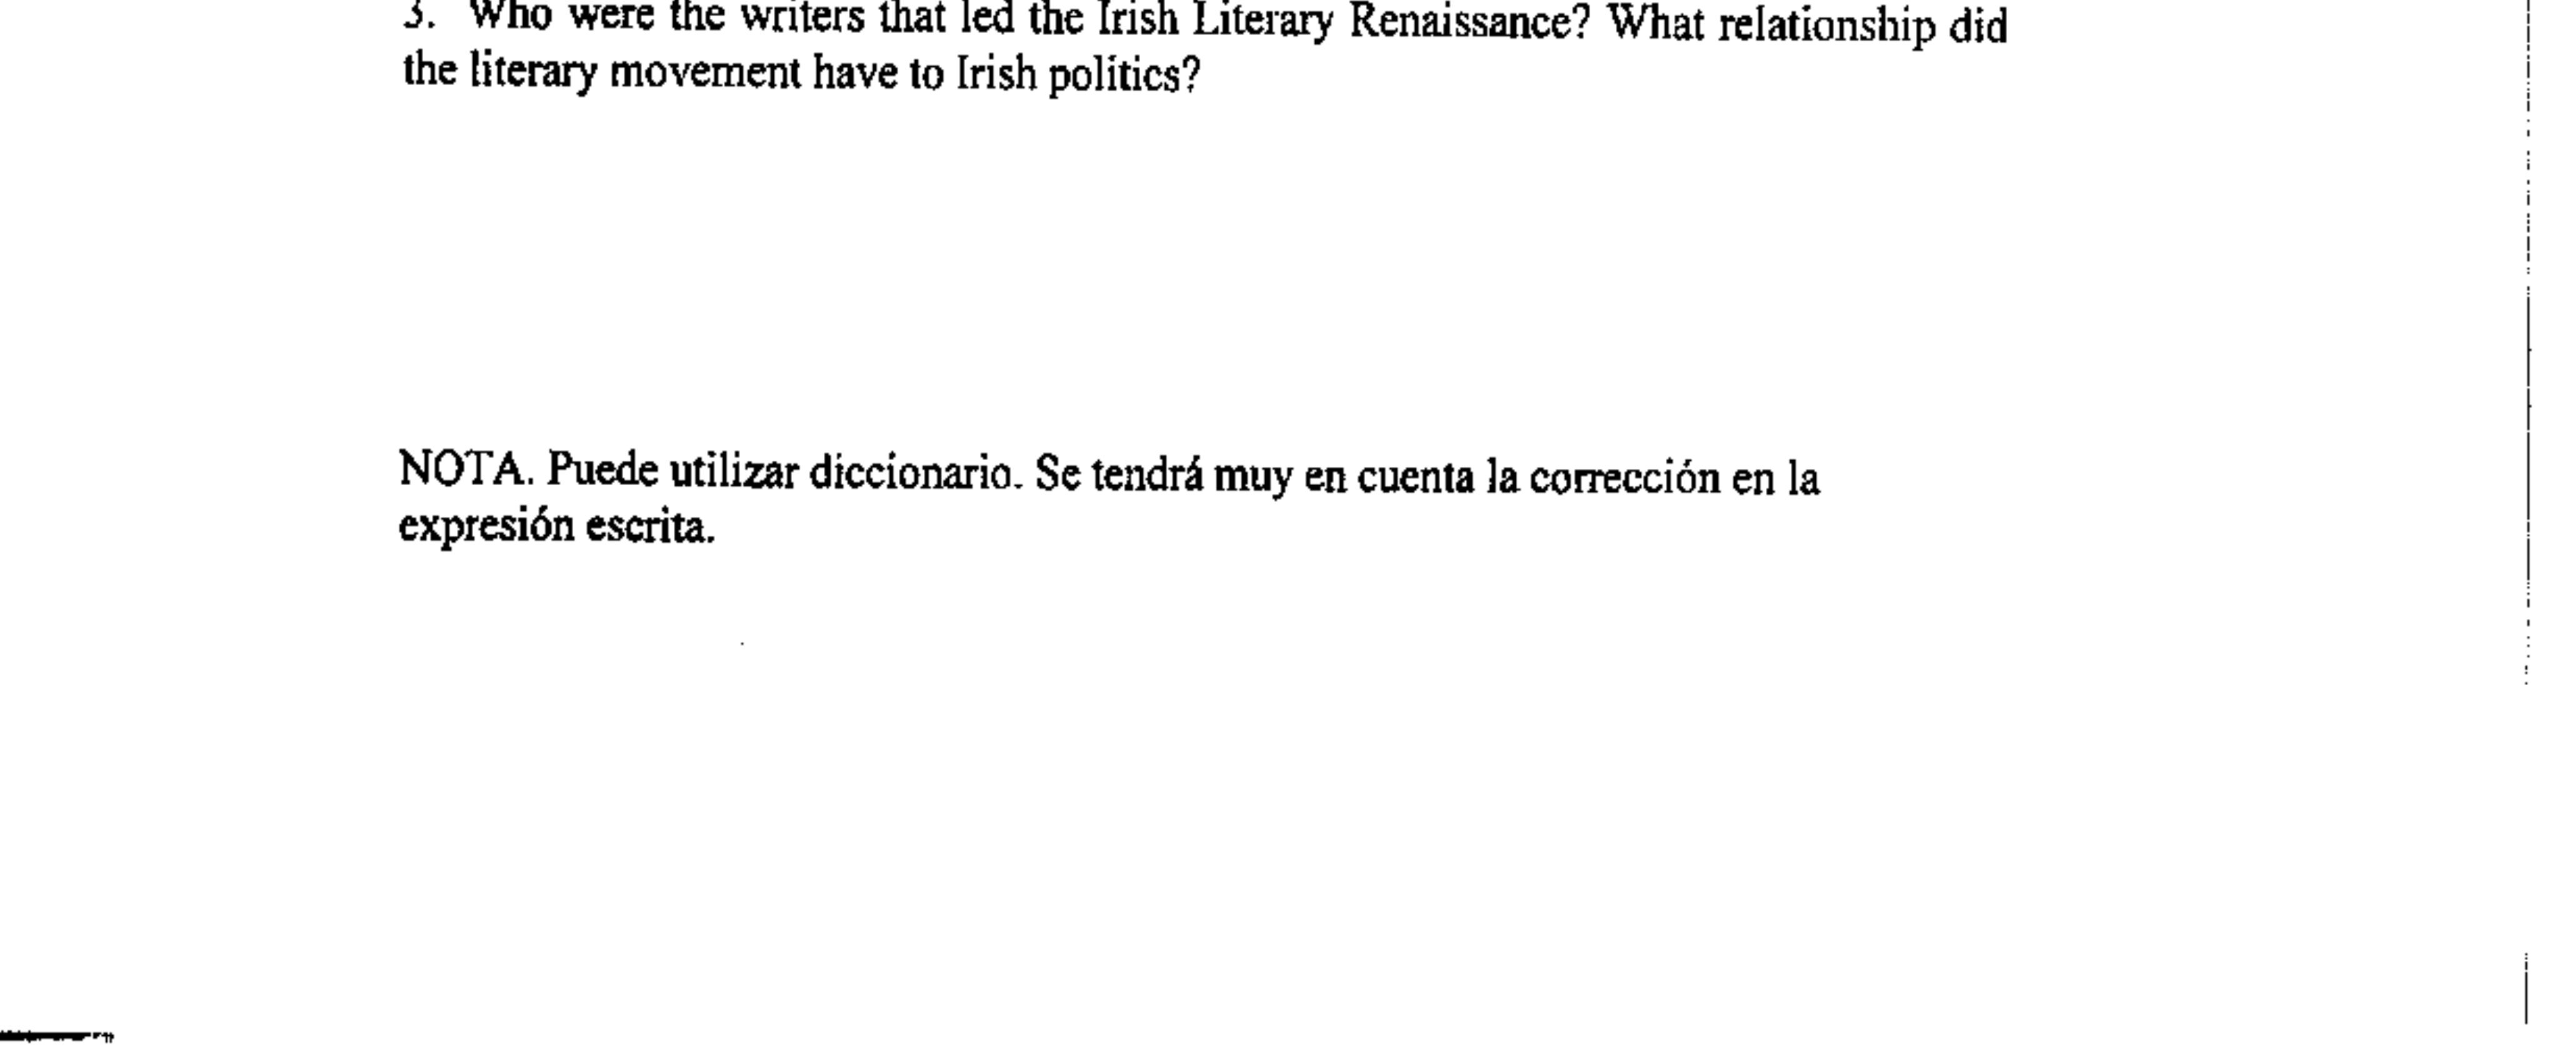 3. Who were the writers that led the Irish Literary Renaissance? What relationship did
the literary movement have to Irish politics?
NOTA. Puede utilizar diccionario. Se tendrá muy en cuenta la corrección en la
expresión escrita.